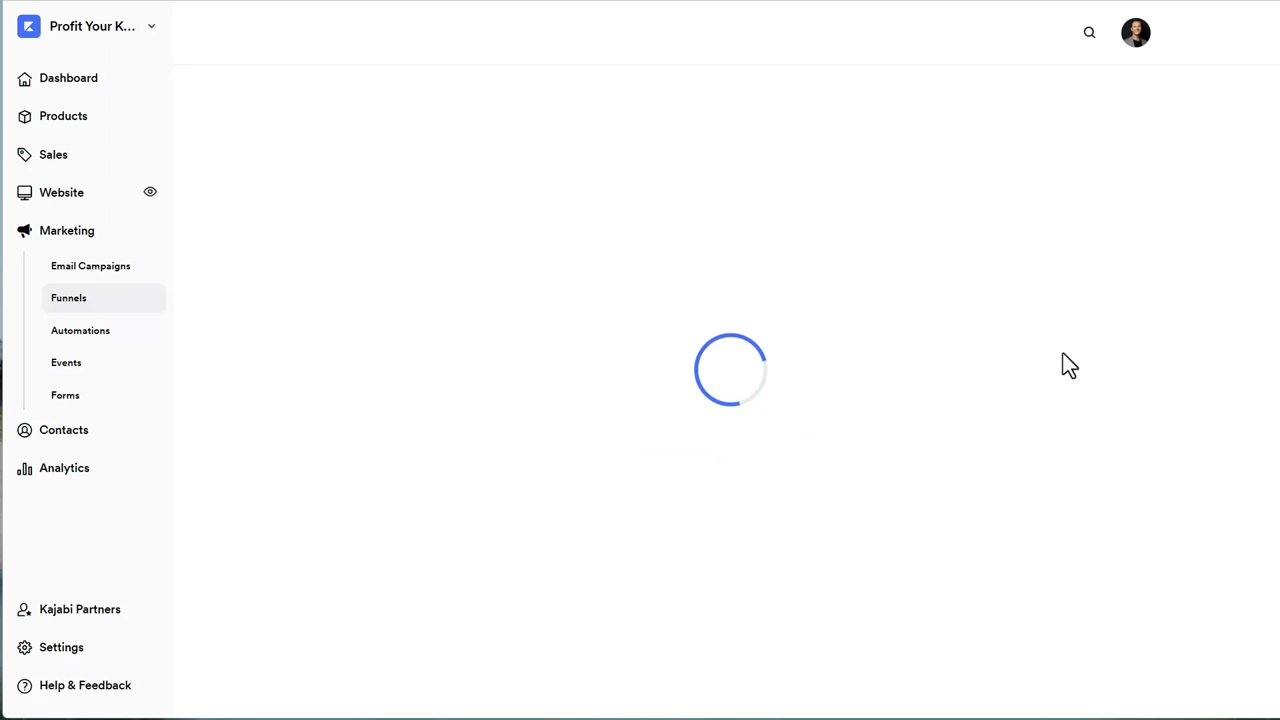 Profit Your K...
Dashboard
Products
Sales
Website
Marketing
Email Campaigns
Funnels
Automations
Events
Forms
Contacts
Analytics
Kajabi Partners
Settings
Help & Feedback